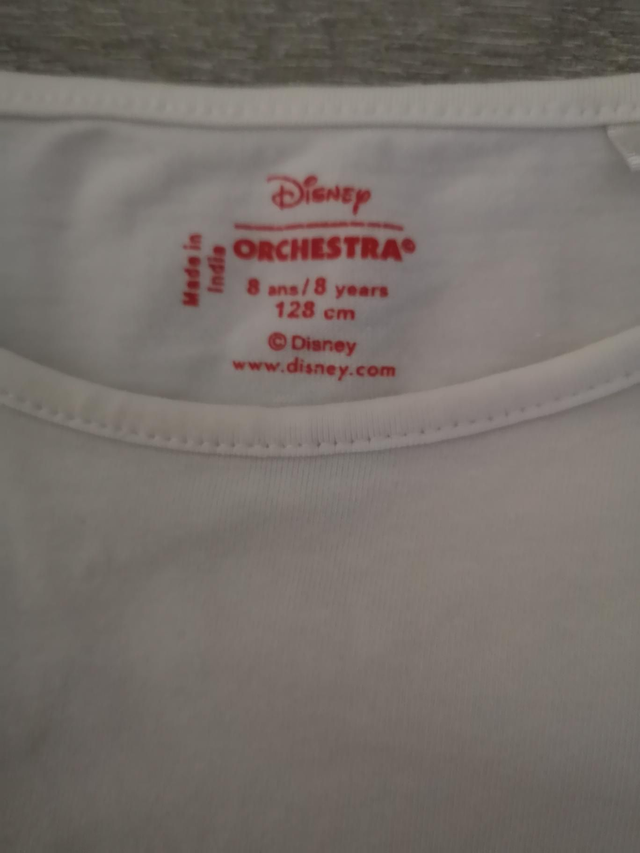 Disney
ORCHESTRA®
Made in
India
8 ans/8 years
128 cm
© Disney
www.disney.com